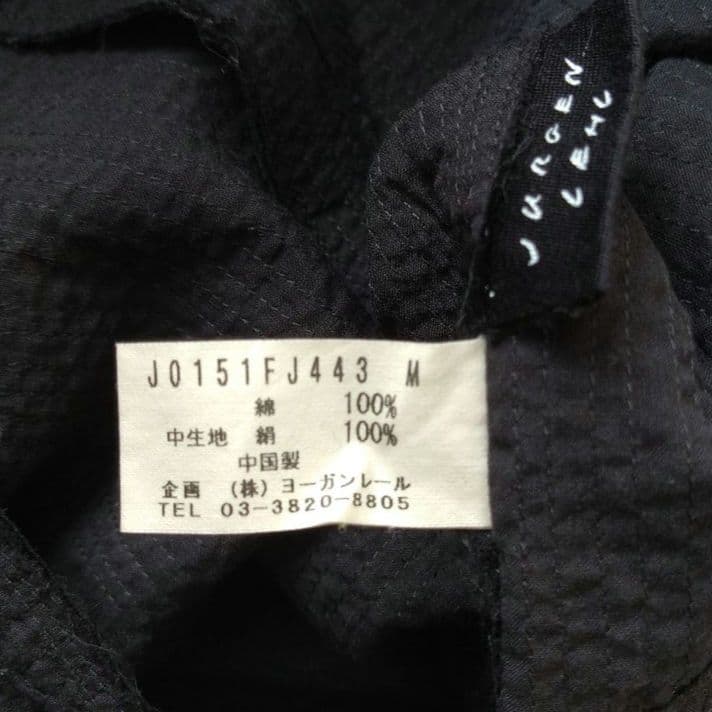 JURGEN
LEHL
J0151FJ443 M
綿 100%
中生地 絹 100%
中国製
企画 (株)ヨーガンレール
TEL 03-3820-8805